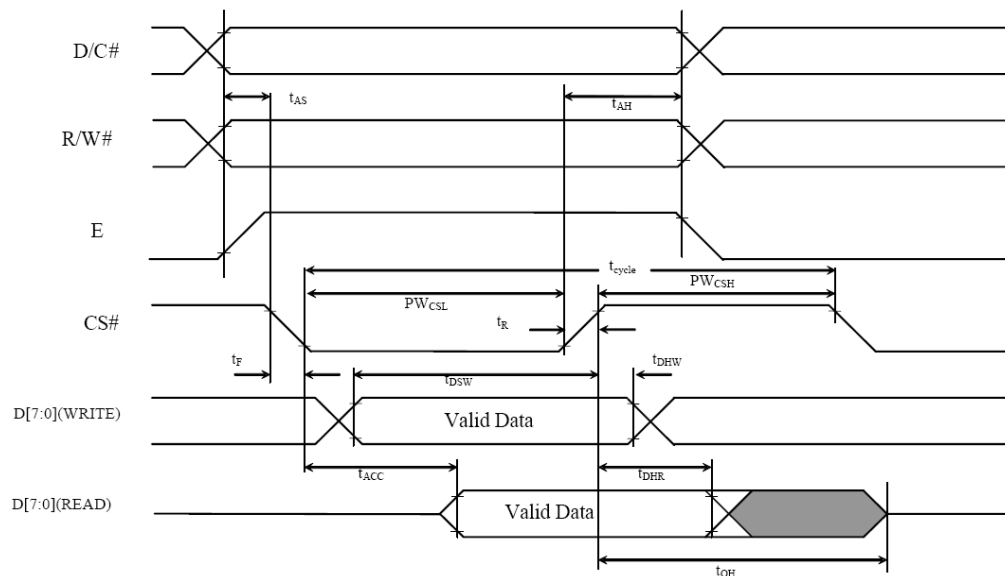 D/C#
tAS
tAH
R/W#
E
tcycle
PWCSL
PWCSH
CS#
tR
tF
tDSW
tDHW
D[7:0](WRITE)
Valid Data
tACC
tDHR
D[7:0](READ)
Valid Data
tOH